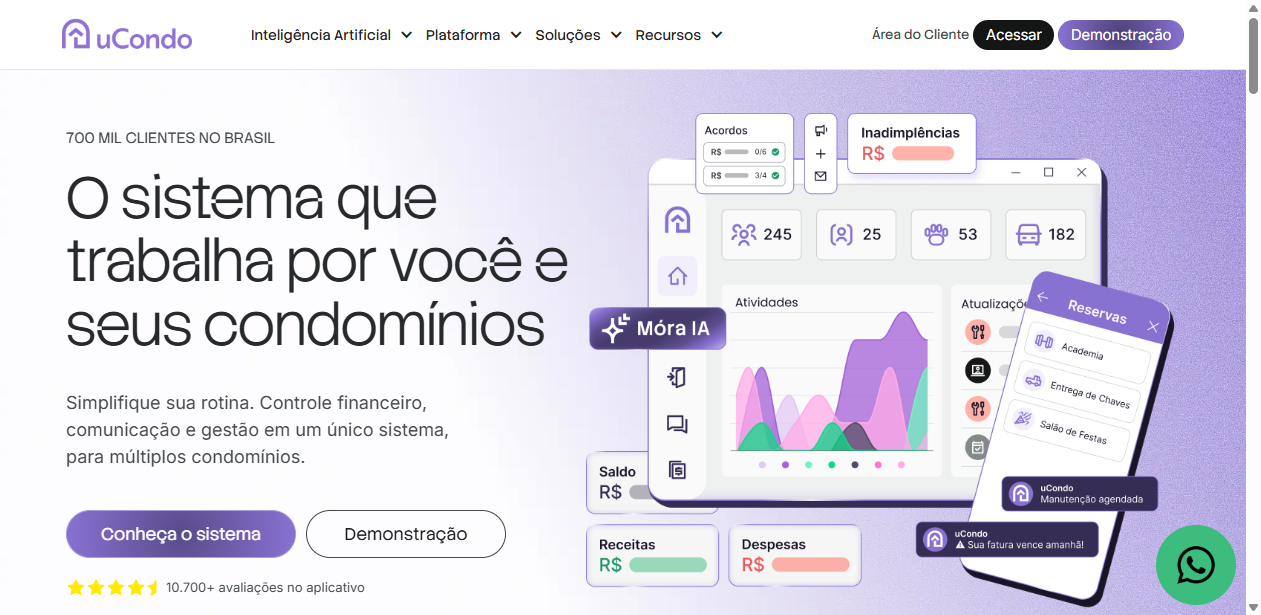 uCondo
Inteligência Artificial
Plataforma
Soluções
Recursos
Área do Cliente
Acessar
Demonstração
700 MIL CLIENTES NO BRASIL
O sistema que
trabalha por você e
seus condomínios
Simplifique sua rotina. Controle financeiro,
comunicação e gestão em um único sistema,
para múltiplos condomínios.
Conheça o sistema
Demonstração
10.700+ avaliações no aplicativo
Acordos
R$ 0/6
R$ 3/4
Inadimplências
R$
245
25
53
182
Móra IA
Atividades
Atualizaçõ
Reservas
Academia
Entrega de Chaves
Salão de Festas
Saldo
R$
Receitas
R$
Despesas
R$
uCondo
Manutenção agendada
uCondo
⚠ Sua fatura vence amanhã!